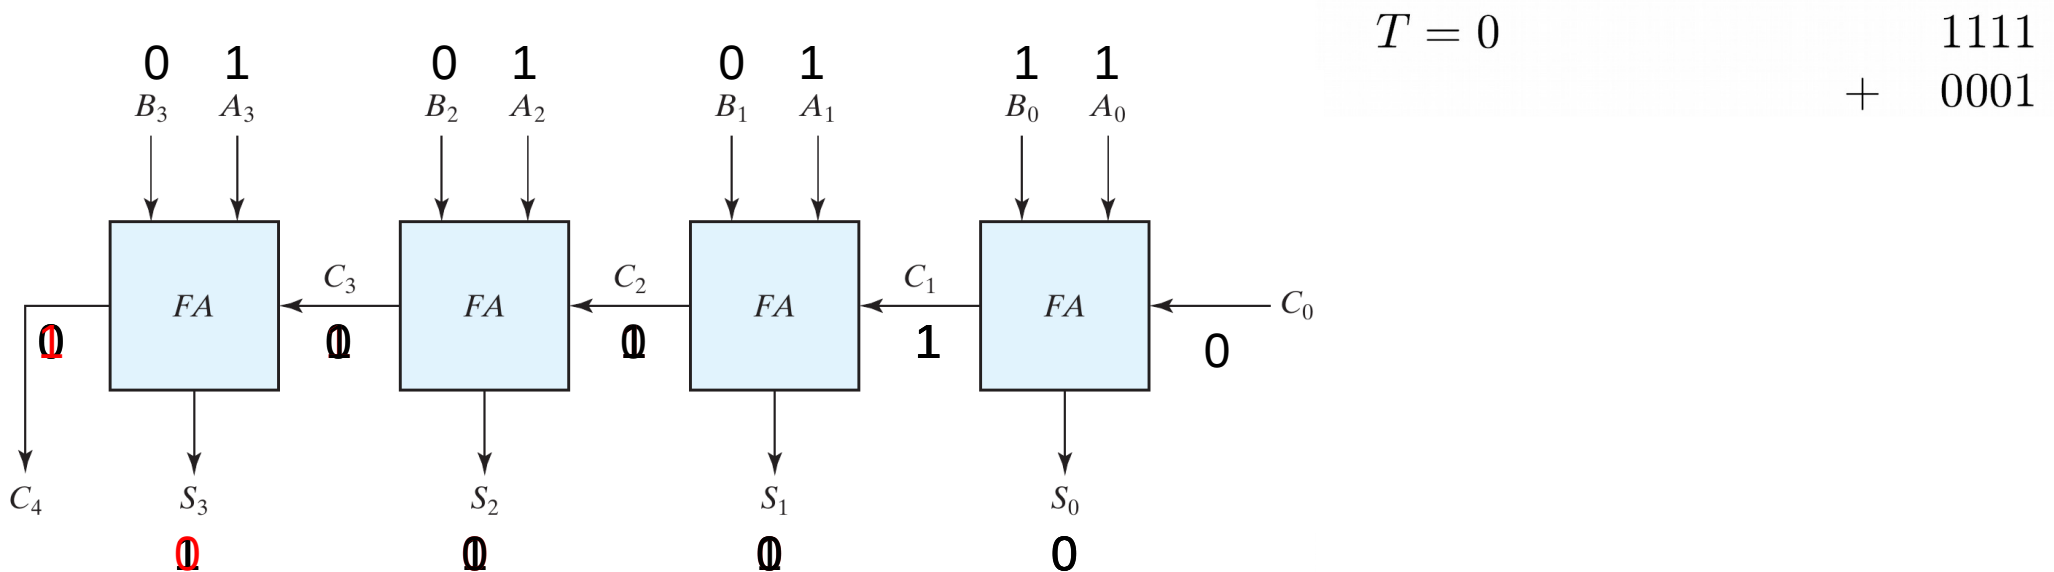 T = 0 1111
+ 0001
0 1 0 1 0 1 1 1
B₃ A₃ B₂ A₂ B₁ A₁ B₀ A₀
C₃ C₂ C₁
FA FA FA FA C₀
1 0
C₄ S₃ S₂ S₁ S₀
0